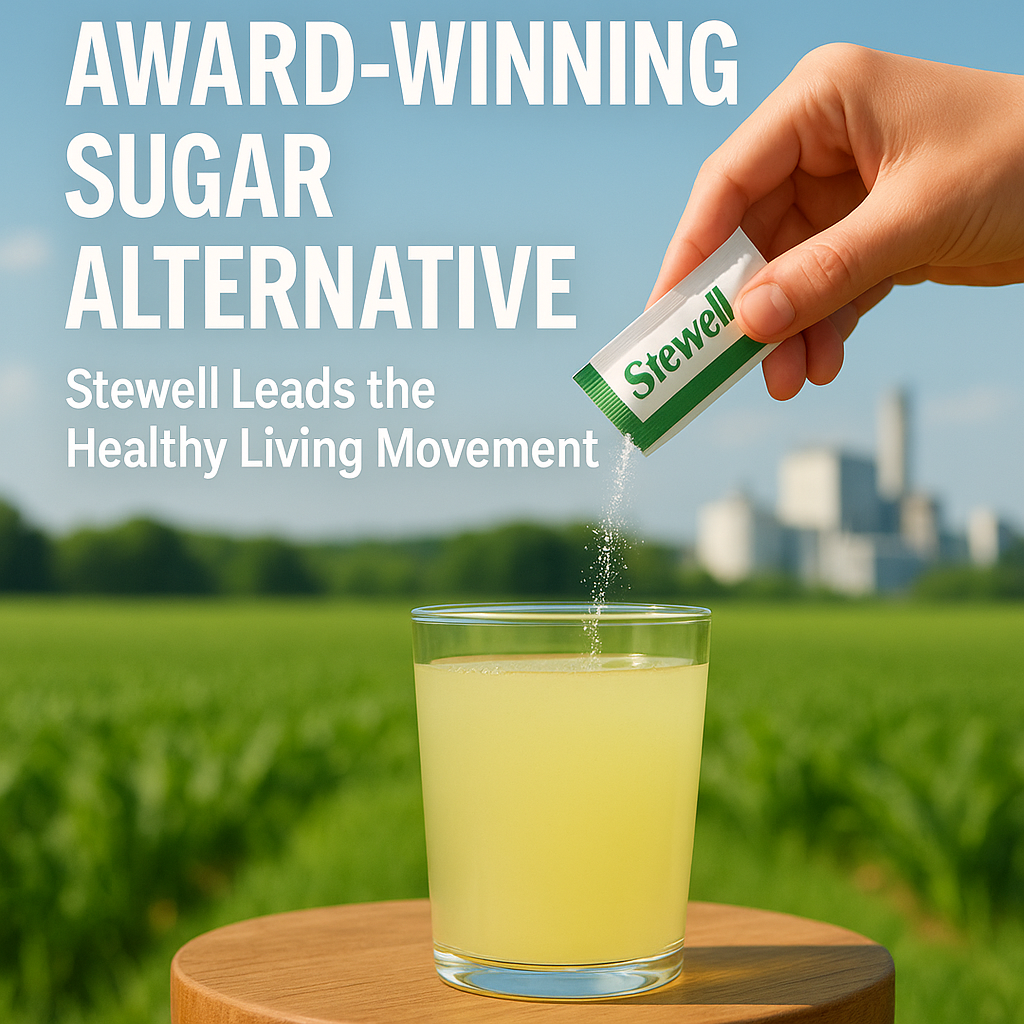 AWARD-WINNING
SUGAR
ALTERNATIVE
Stewell Leads the
Healthy Living Movement
Stewell